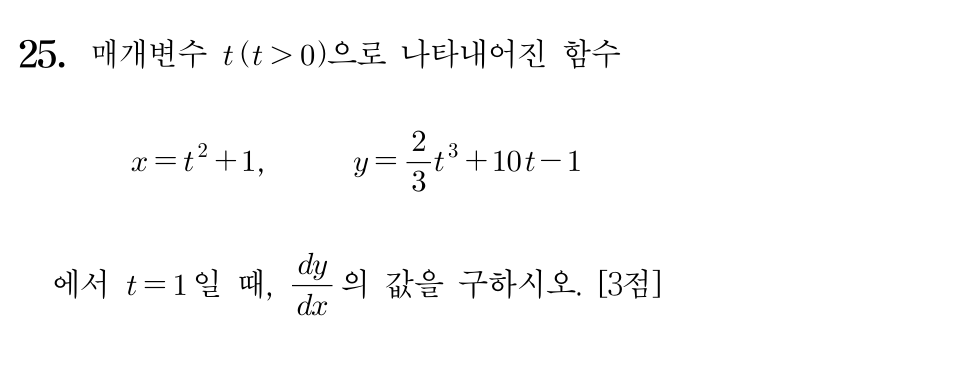 25. 매개변수 t(t>0)으로 나타내어진 함수
x=t²+1, y=\frac{2}{3}t³+10t-1
에서 t=1일 때, \frac{dy}{dx}의 값을 구하시오. [3점]